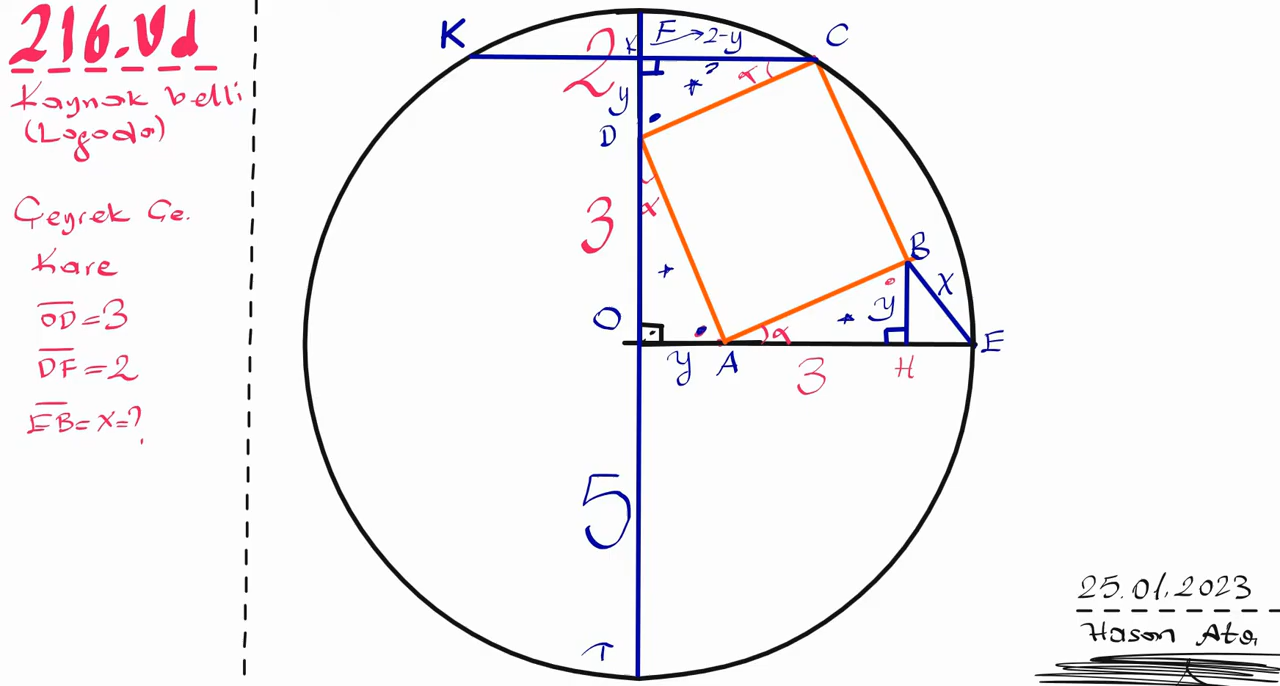 216.Vd
Kaynak belli
(Logoda)
Çeyrek Çe.
Kare
OD=3
DF=2
EB=x=?
K
2
K
F → 2-y
C
α
y
D
α
3
O
B
x
y
y
A
α
3
H
E
5
T
25.01.2023
Hasan Ata